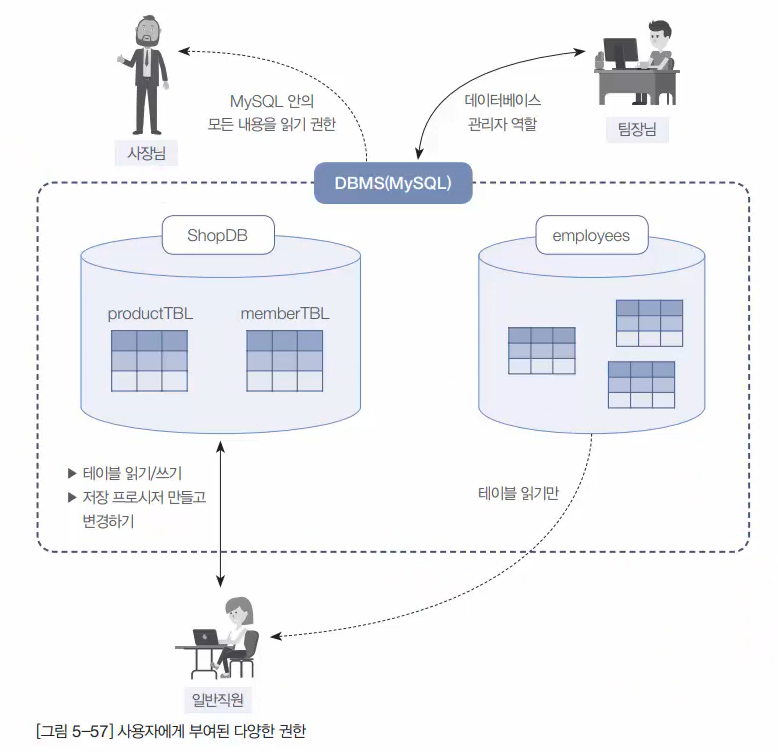 MySQL 안의
모든 내용을 읽기 권한
데이터베이스
관리자 역할
사장님
팀장님
DBMS(MySQL)
ShopDB
employees
productTBL
memberTBL
▶ 테이블 읽기/쓰기
▶ 저장 프로시저 만들고
변경하기
테이블 읽기만
일반직원
[그림 5-57] 사용자에게 부여된 다양한 권한